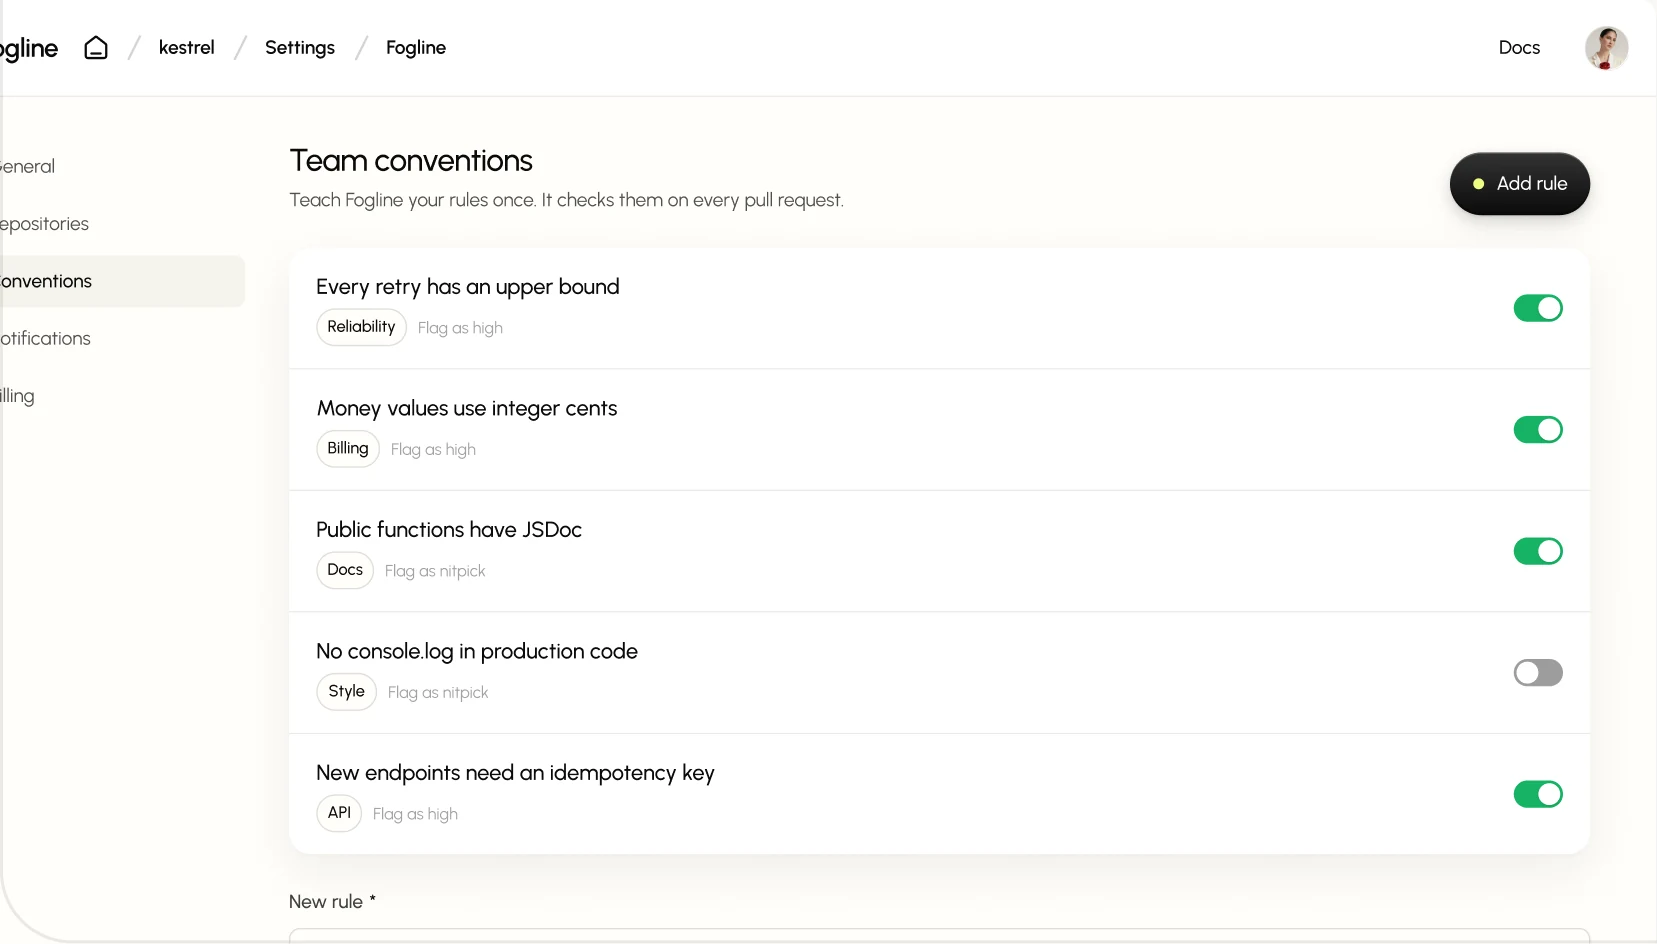 ogline / kestrel / Settings / Fogline Docs
eneral
epositories
onventions
otifications
illing
Team conventions
Teach Fogline your rules once. It checks them on every pull request.
Add rule
Every retry has an upper bound
Reliability Flag as high
Money values use integer cents
Billing Flag as high
Public functions have JSDoc
Docs Flag as nitpick
No console.log in production code
Style Flag as nitpick
New endpoints need an idempotency key
API Flag as high
New rule *